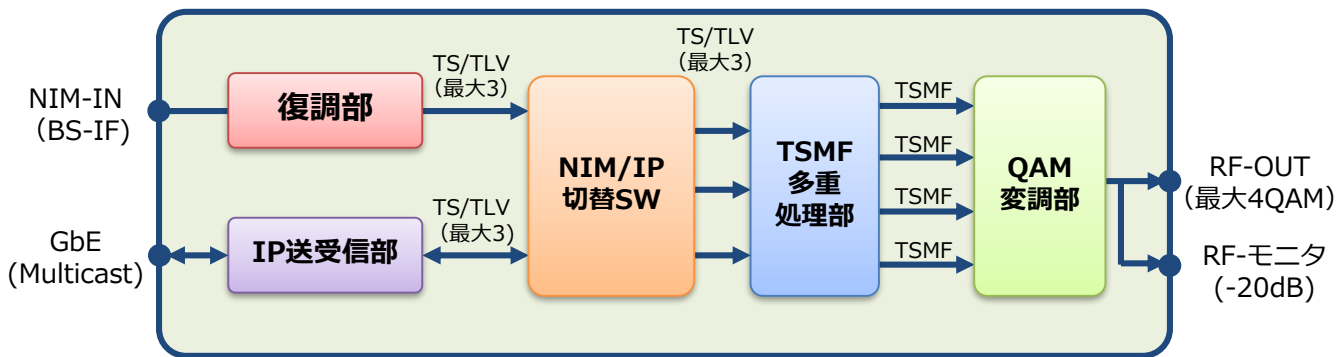 NIM-IN
（BS-IF)
GbE
(Multicast)
復調部
IP送受信部
TS/TLV
（最大3）
TS/TLV
（最大3）
NIM/IP
切替SW
TS/TLV
（最大3）
TSMF
多重
処理部
TSMF
TSMF
TSMF
TSMF
QAM
変調部
RF-OUT
（最大4QAM）
RF-モニタ
(-20dB)